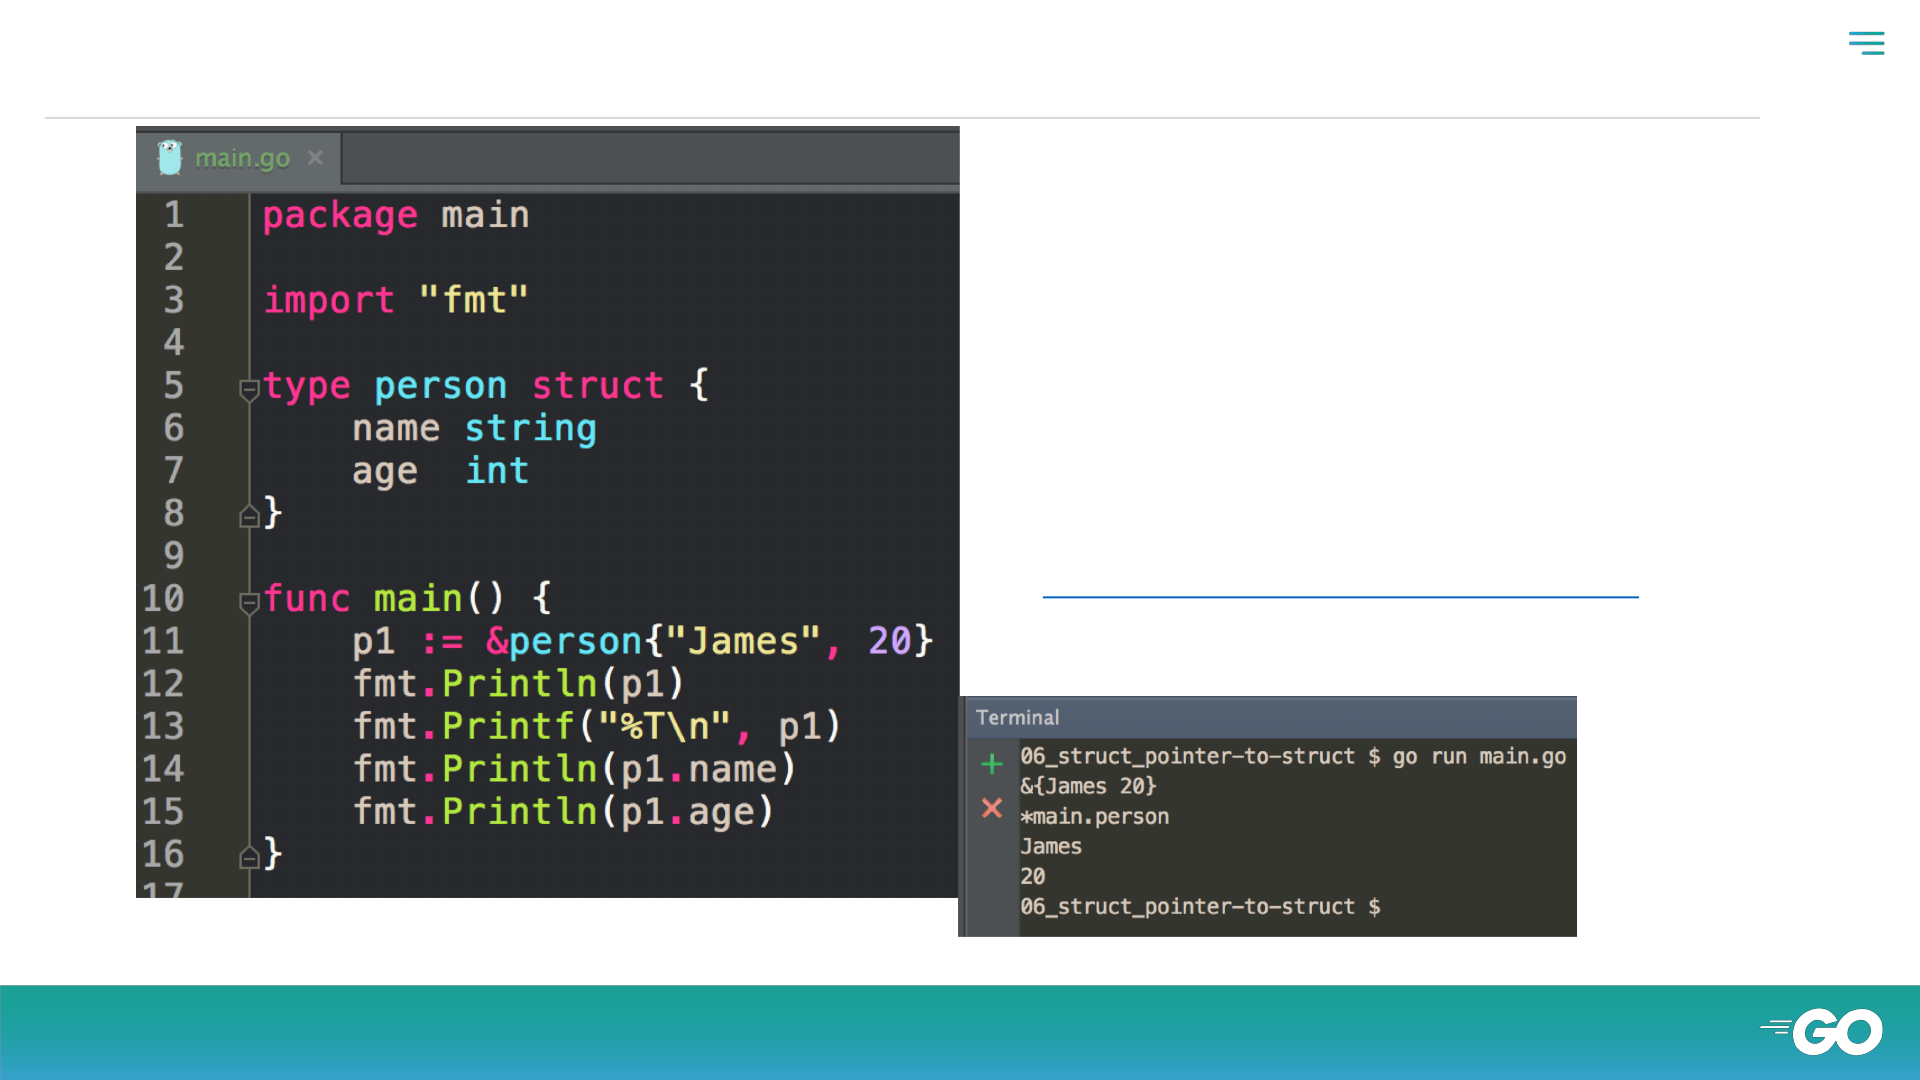 main.go ×
1 package main
2
3 import "fmt"
4
5 type person struct {
6     name string
7     age  int
8 }
9
10 func main() {
11     p1 := &person{"James", 20}
12     fmt.Println(p1)
13     fmt.Printf("%T\n", p1)
14     fmt.Println(p1.name)
15     fmt.Println(p1.age)
16 }
17
Terminal
06_struct_pointer-to-struct $ go run main.go
&{James 20}
*main.person
James
20
06_struct_pointer-to-struct $
GO